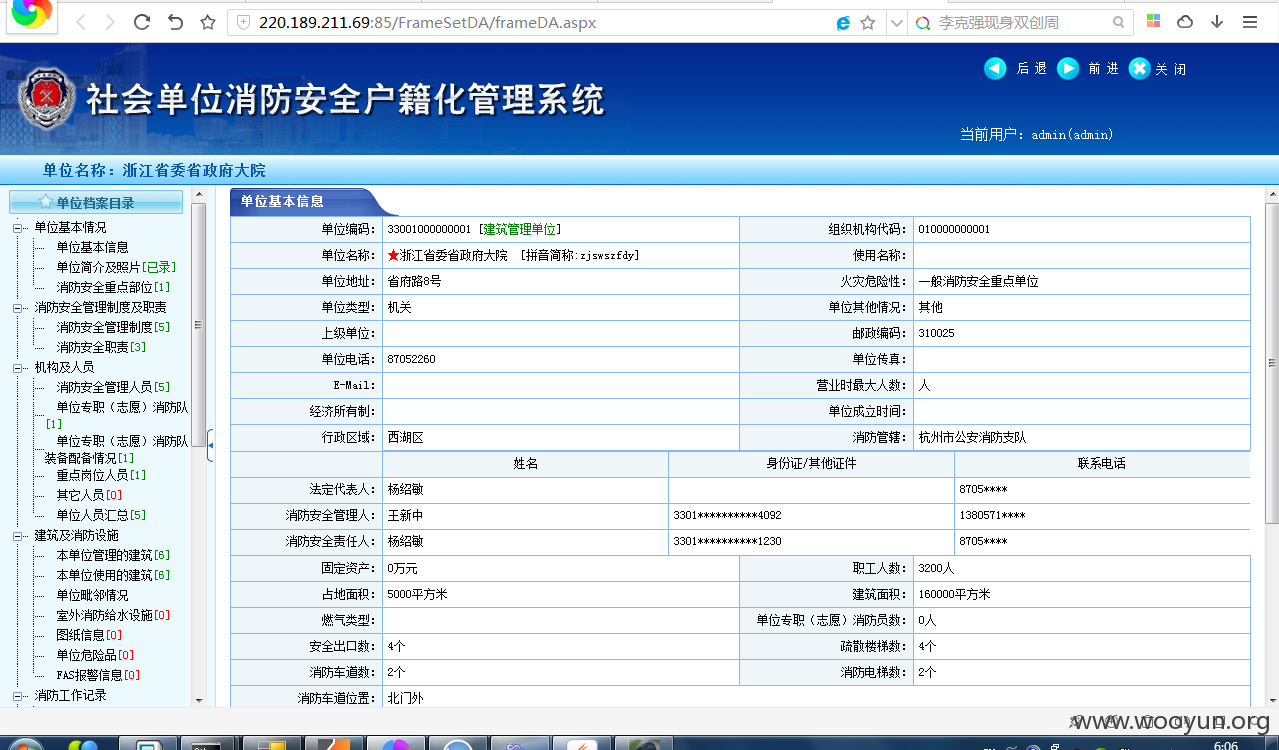 220.189.211.69:85/FrameSetDA/frameDA.aspx
李克强现身双创周
后退 前进 关闭
社会单位消防安全户籍化管理系统
当前用户: admin(admin)
单位名称: 浙江省委省政府大院
单位档案目录
单位基本情况
单位基本信息
单位简介及照片[已录]
消防安全重点部位[1]
消防安全管理制度及职责
消防安全管理制度[5]
消防安全职责[3]
机构及人员
消防安全管理人员[5]
单位专职（志愿）消防队
[1]
单位专职（志愿）消防队
装备配备情况[1]
重点岗位人员[1]
其它人员[0]
单位人员汇总[5]
建筑及消防设施
本单位管理的建筑[6]
本单位使用的建筑[6]
单位毗邻情况
室外消防给水设施[0]
图纸信息[0]
单位危险品[0]
FAS报警信息[0]
消防工作记录
单位基本信息
单位编码: 33001000000001 [建筑管理单位] 组织机构代码: 010000000001
单位名称: ★浙江省委省政府大院 [拼音简称:zjswszfdy] 使用名称:
单位地址: 省府路8号 火灾危险性: 一般消防安全重点单位
单位类型: 机关 单位其他情况: 其他
上级单位: 邮政编码: 310025
单位电话: 87052260 单位传真:
E-Mail: 营业时最大人数: 人
经济所有制: 单位成立时间:
行政区域: 西湖区 消防管辖: 杭州市公安消防支队
姓名 身份证/其他证件 联系电话
法定代表人: 杨绍敏 8705****
消防安全管理人: 王新中 3301**********4092 1380571****
消防安全责任人: 杨绍敏 3301**********1230 8705****
固定资产: 0万元 职工人数: 3200人
占地面积: 5000平方米 建筑面积: 160000平方米
燃气类型: 单位专职（志愿）消防员数: 0人
安全出口数: 4个 疏散楼梯数: 4个
消防车道数: 2个 消防电梯数: 2个
消防车道位置: 北门外
www.wooyun.org
6:06